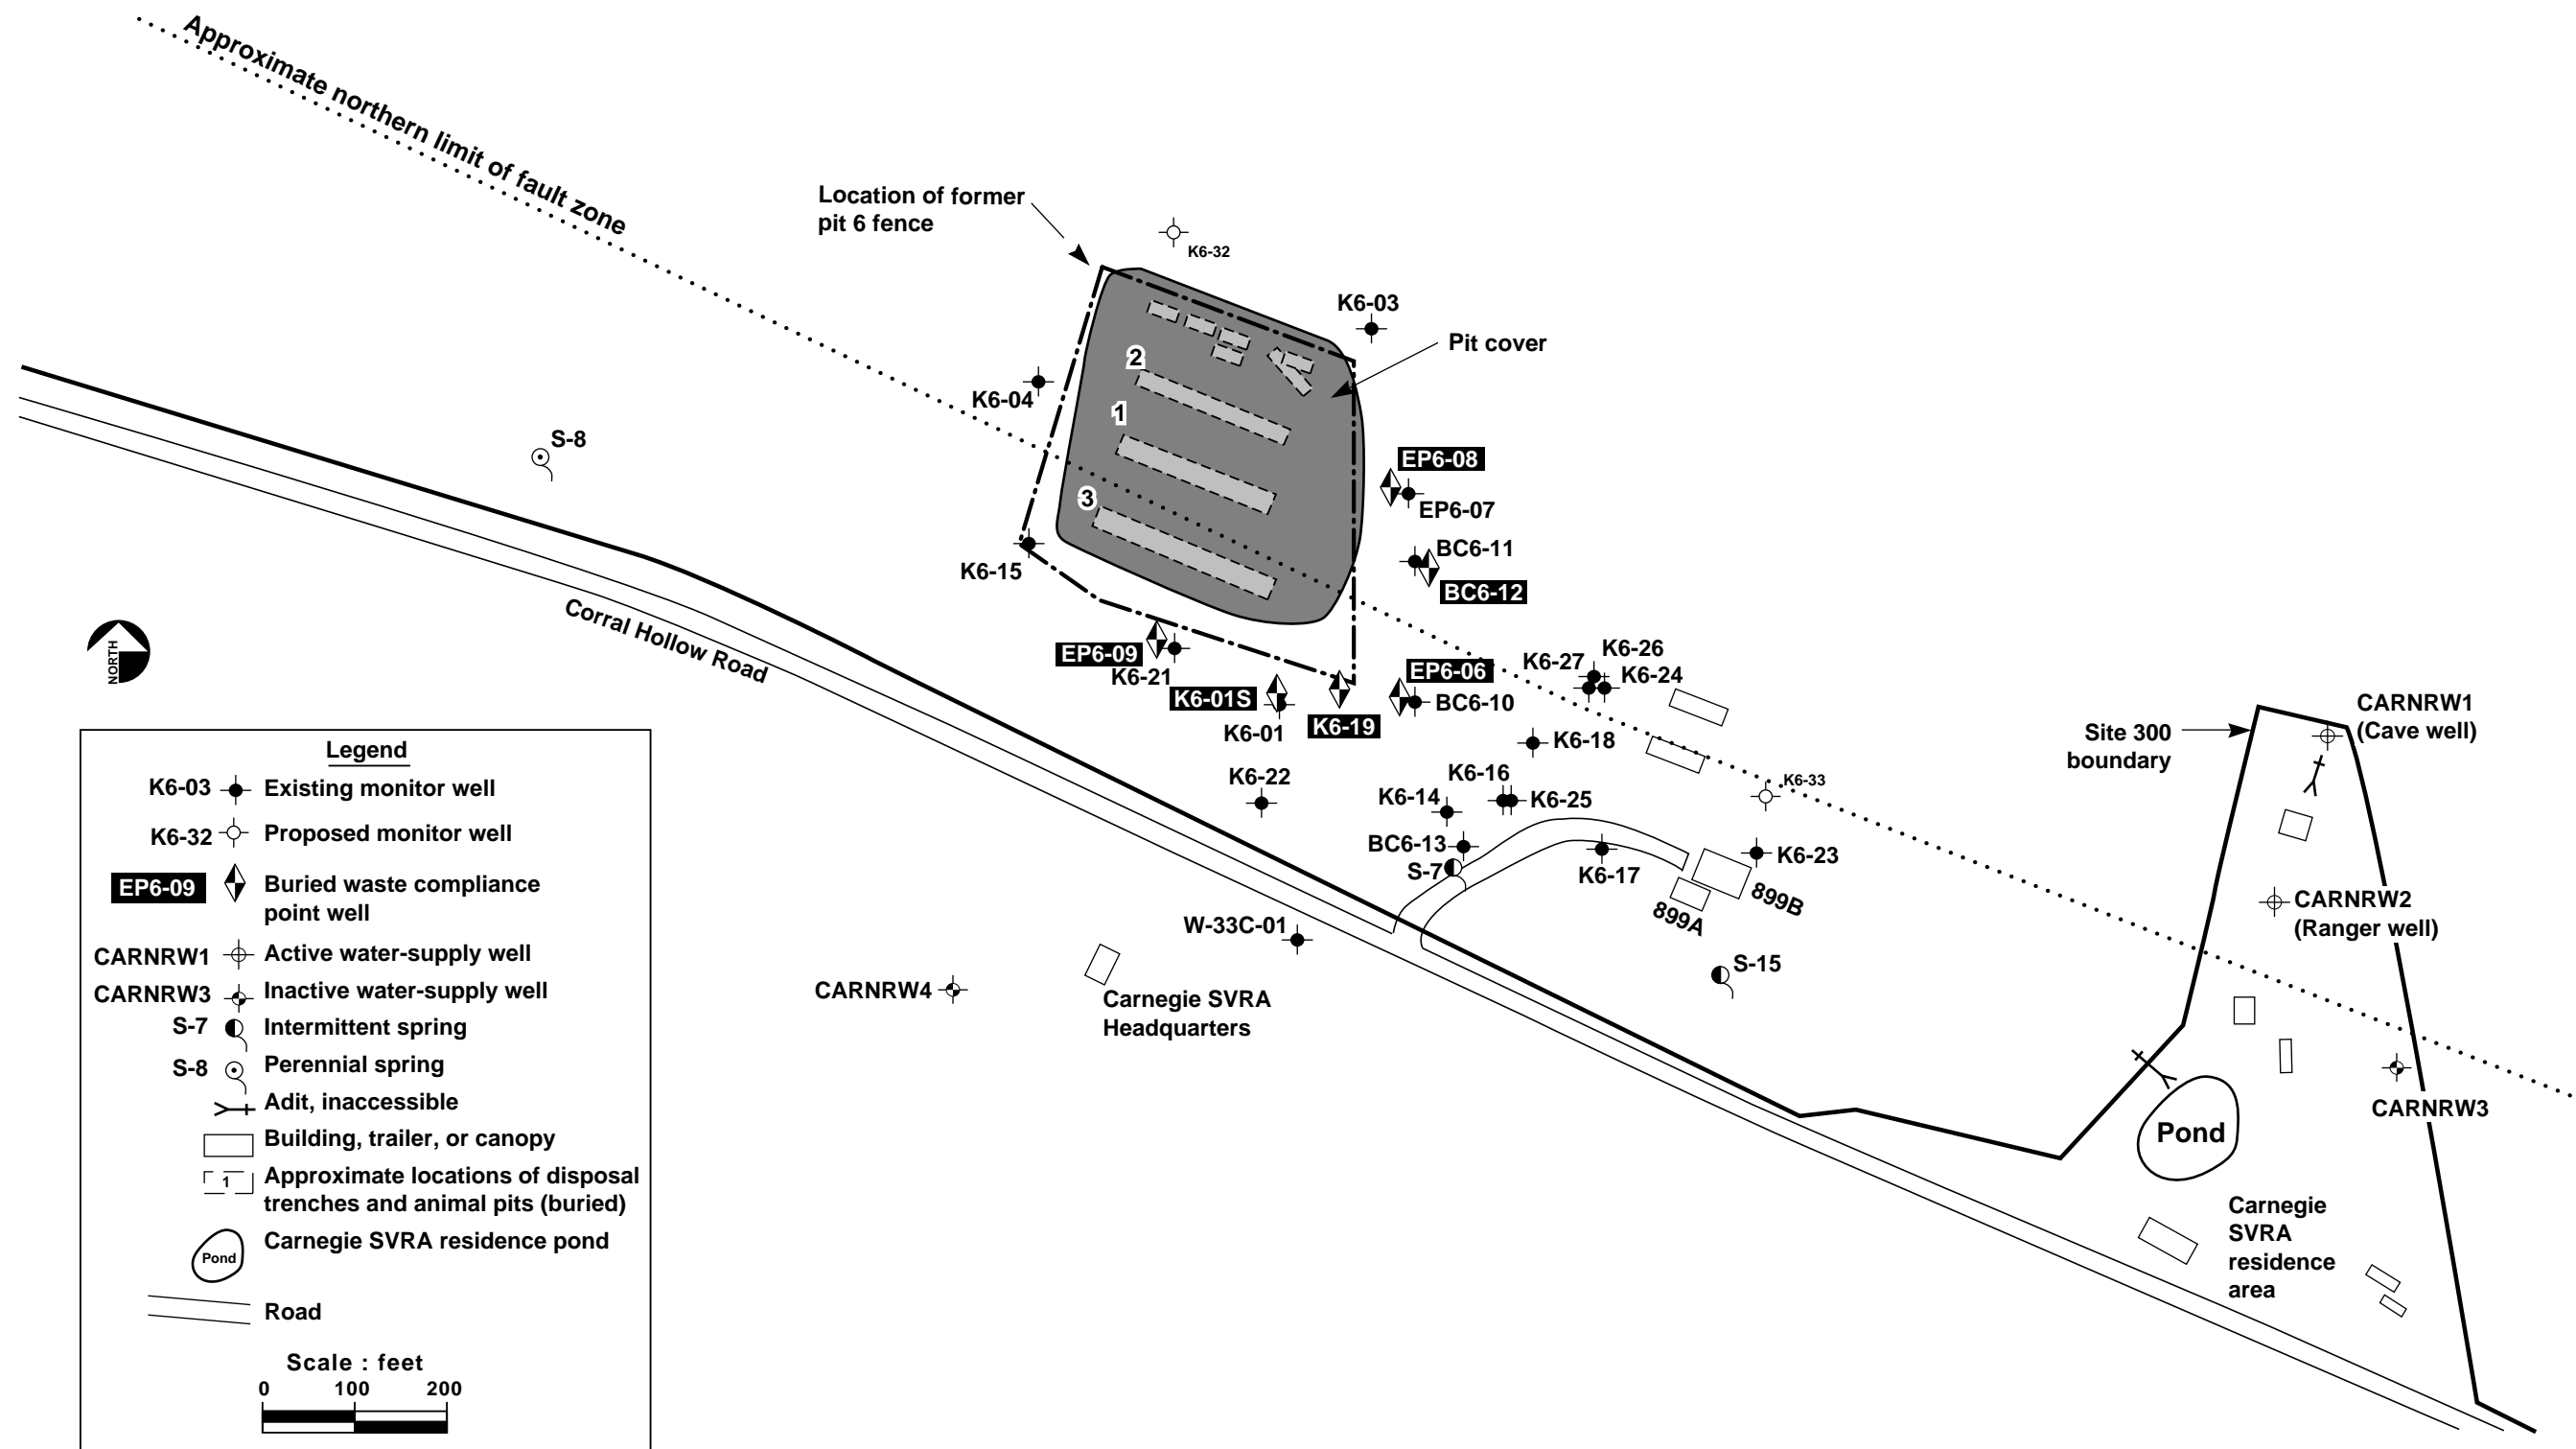 Approximate northern limit of fault zone
Location of former
pit 6 fence
K6-32
K6-03
Pit cover
2
K6-04
1
S-8
EP6-08
3
EP6-07
BC6-11
K6-15
BC6-12
Corral Hollow Road
NORTH
EP6-09
K6-21
K6-26
K6-27
K6-24
EP6-06
K6-01S
BC6-10
K6-01
K6-19
K6-18
CARNRW1
(Cave well)
Site 300
boundary
K6-22
K6-16
K6-33
K6-14
K6-25
BC6-13
K6-23
S-7
K6-17
899B
899A
CARNRW2
(Ranger well)
W-33C-01
S-15
CARNRW4
Carnegie SVRA
Headquarters
CARNRW3
Pond
Carnegie
SVRA
residence
area
Legend
K6-03 Existing monitor well
K6-32 Proposed monitor well
EP6-09 Buried waste compliance
point well
CARNRW1 Active water-supply well
CARNRW3 Inactive water-supply well
S-7 Intermittent spring
S-8 Perennial spring
Adit, inaccessible
Building, trailer, or canopy
1 Approximate locations of disposal
trenches and animal pits (buried)
Pond Carnegie SVRA residence pond
Road
Scale : feet
0 100 200